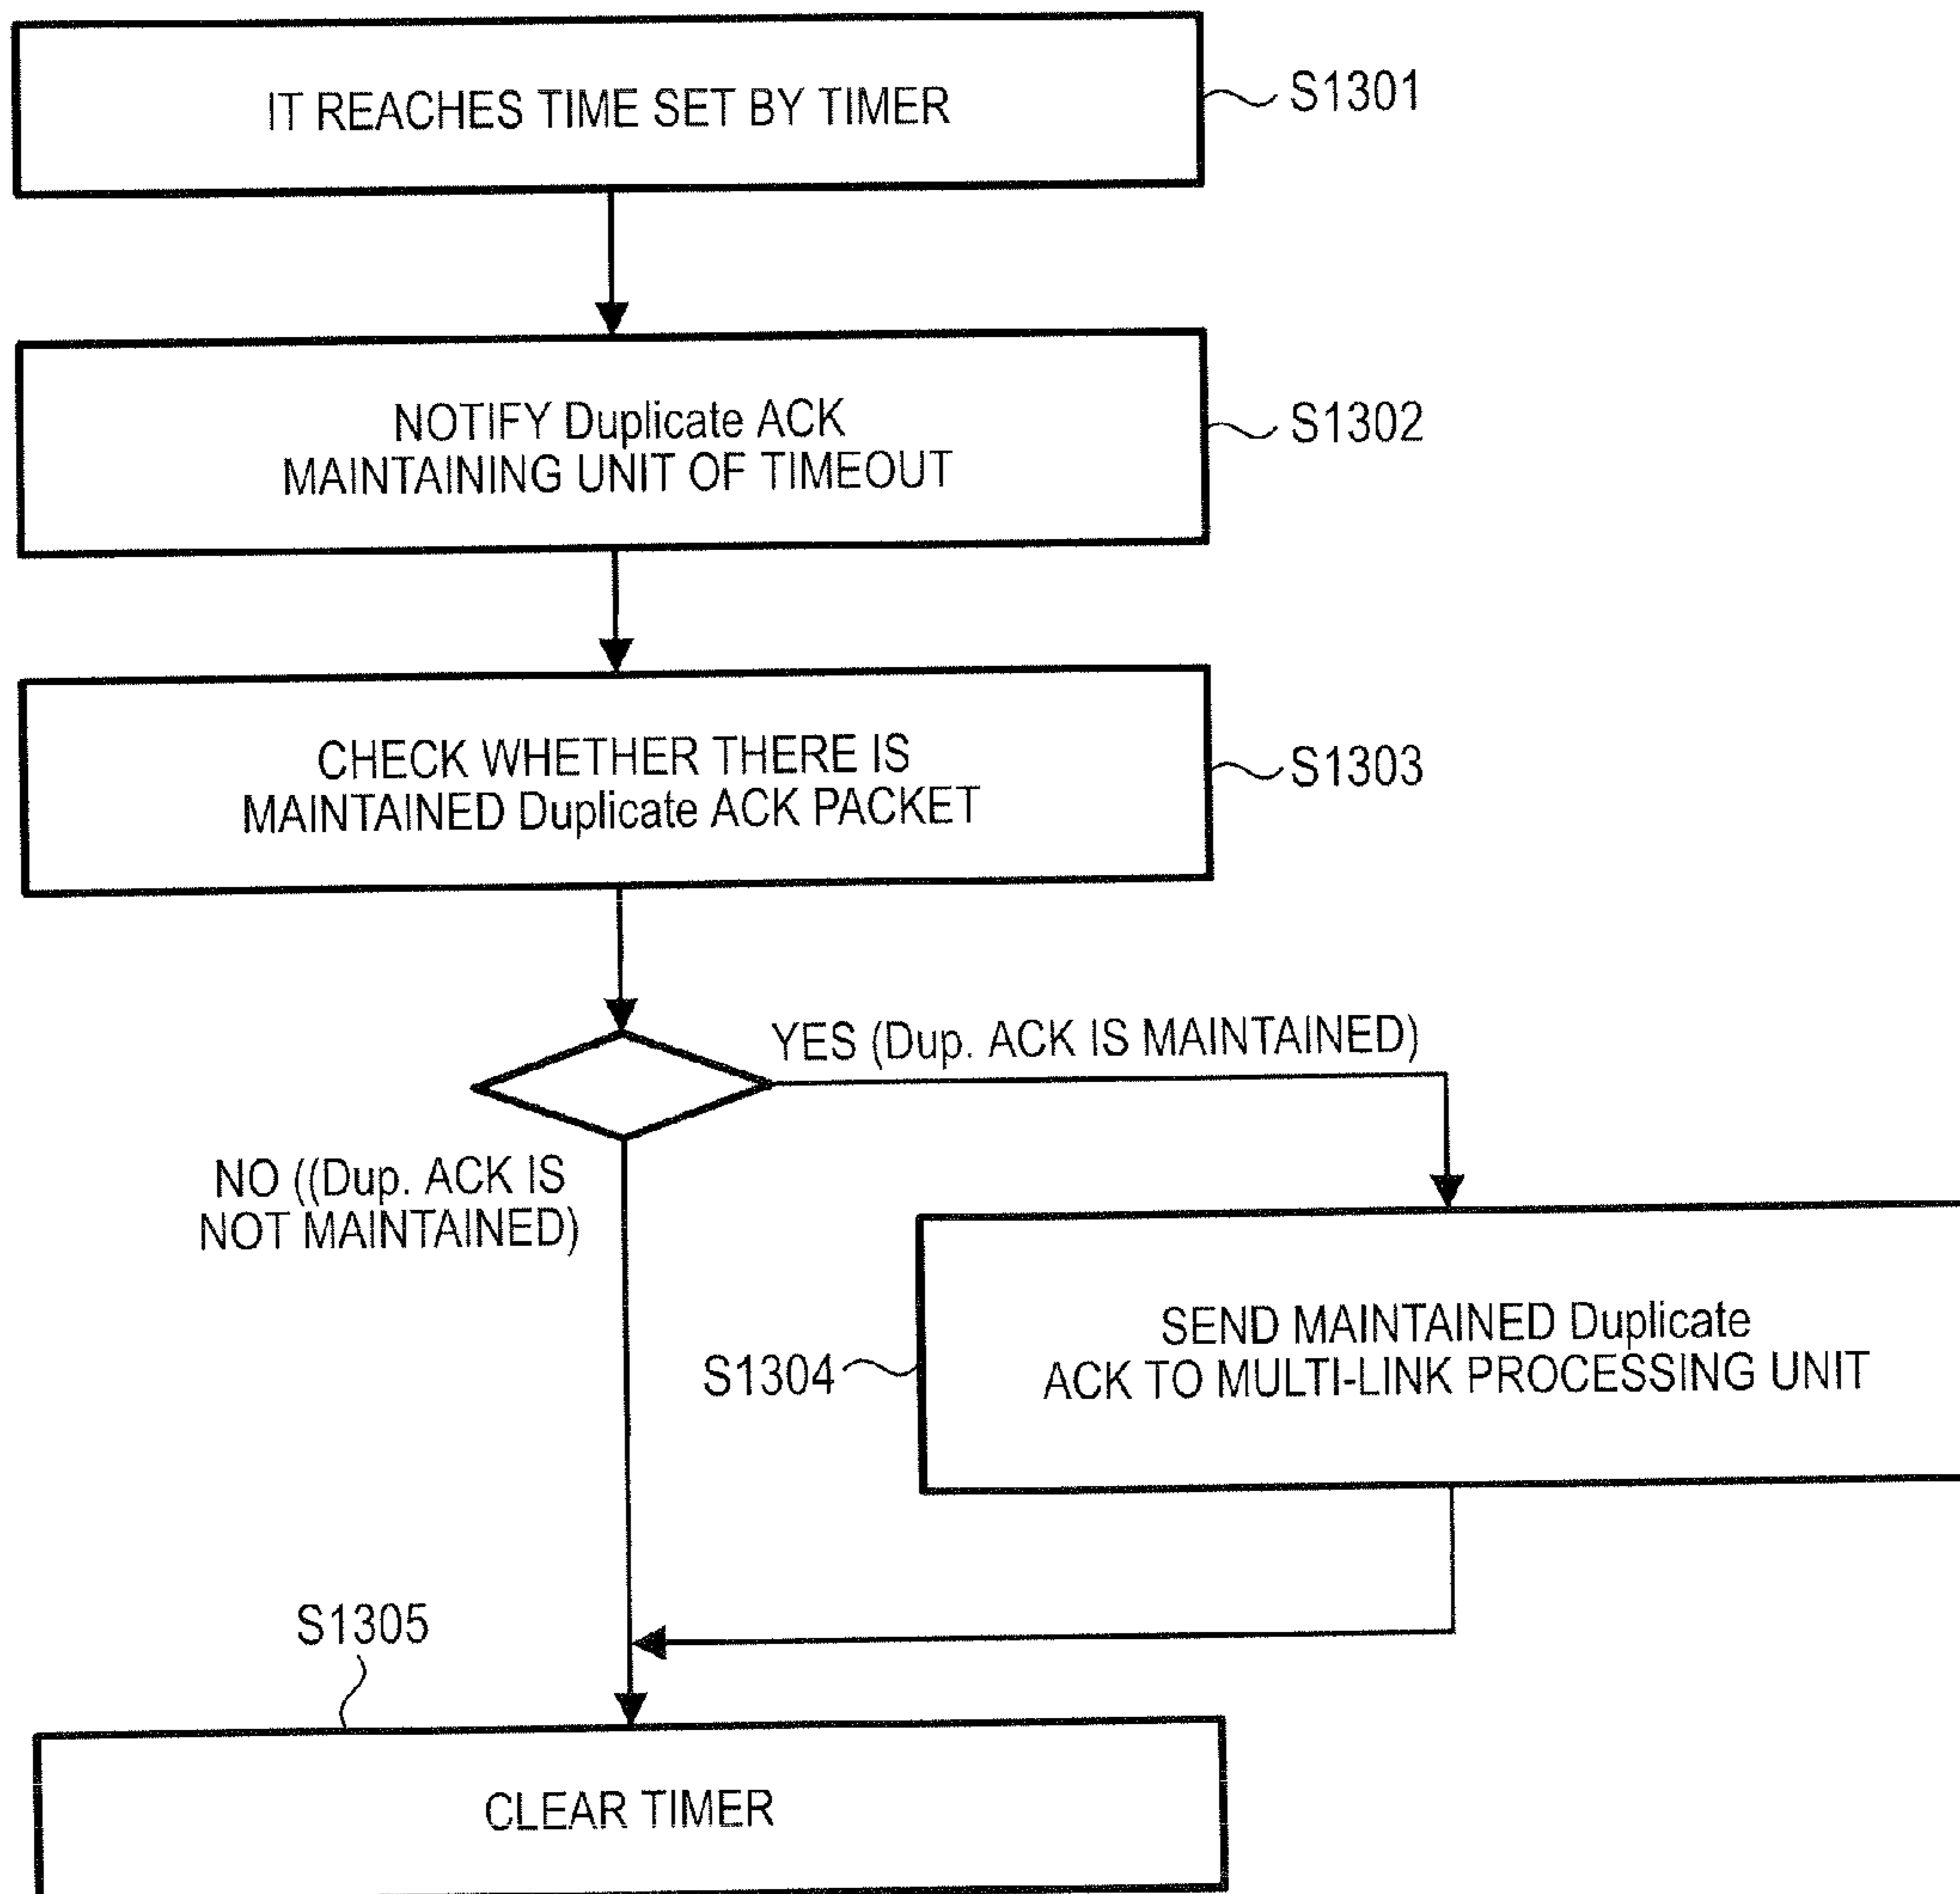 IT REACHES TIME SET BY TIMER
S1301
NOTIFY Duplicate ACK
MAINTAINING UNIT OF TIMEOUT
S1302
CHECK WHETHER THERE IS
MAINTAINED Duplicate ACK PACKET
S1303
YES (Dup. ACK IS MAINTAINED)
NO ((Dup. ACK IS
NOT MAINTAINED)
SEND MAINTAINED Duplicate
ACK TO MULTI-LINK PROCESSING UNIT
S1304
S1305
CLEAR TIMER